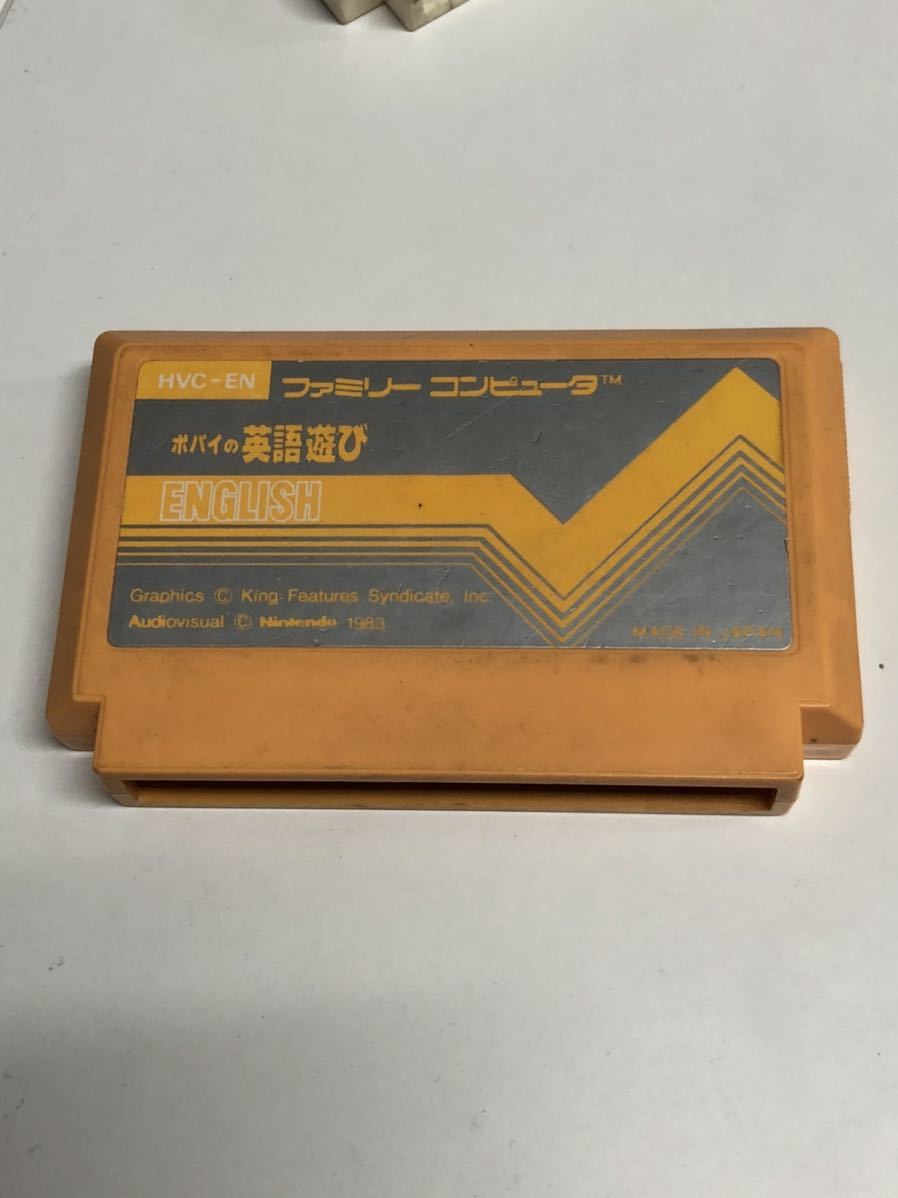 HVC-EN ファミリー コンピュータ™
ポパイの英語遊び
ENGLISH
Graphics © King Features Syndicate, Inc.
Audiovisual © Nintendo 1983
MADE IN JAPAN